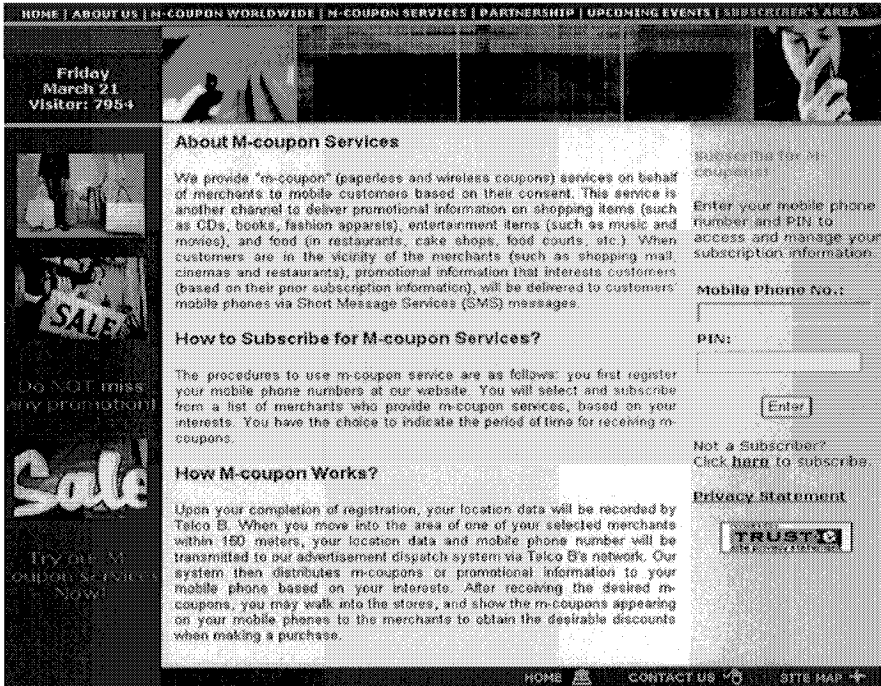 HOME | ABOUT US | M-COUPON WORLDWIDE | M-COUPON SERVICES | PARTNERSHIP | UPCOMING EVENTS | SUBSCRIBER'S AREA
Friday
March 21
Visitor: 7954
Do NOT miss
any promotion!
Sale
Try our M-
coupon services
Now!
SALE
About M-coupon Services
We provide "m-coupon" (paperless and wireless coupons) services on behalf
of merchants to mobile customers based on their consent. This service is
another channel to deliver promotional information on shopping items (such
as CDs, books, fashion apparels), entertainment items (such as music and
movies), and food (in restaurants, cake shops, food courts, etc.) When
customers are in the vicinity of the merchants (such as shopping mall,
cinemas and restaurants), promotional information that interests customers
(based on their prior subscription information), will be delivered to customers'
mobile phones via Short Message Services (SMS) messages.
How to Subscribe for M-coupon Services?
The procedures to use m-coupon service are as follows: you first register
your mobile phone numbers at our website. You will select and subscribe
from a list of merchants who provide m-coupon services, based on your
interests. You have the choice to indicate the period of time for receiving m-
coupons.
How M-coupon Works?
Upon your completion of registration, your location data will be recorded by
Telco B. When you move into the area of one of your selected merchants
within 150 meters, your location data and mobile phone number will be
transmitted to our advertisement dispatch system via Telco B's network. Our
system then distributes m-coupons or promotional information to your
mobile phone based on your interests. After receiving the desired m-
coupons, you may walk into the stores, and show the m-coupons appearing
on your mobile phones to the merchants to obtain the desirable discounts
when making a purchase.
Subscribe for M-
coupons!
Enter your mobile phone
number and PIN to
access and manage your
subscription information.
Mobile Phone No.:
PIN:
Enter
Not a Subscriber?
Click here to subscribe.
Privacy Statement
TRUSTe
site privacy statement
HOME CONTACT US SITE MAP